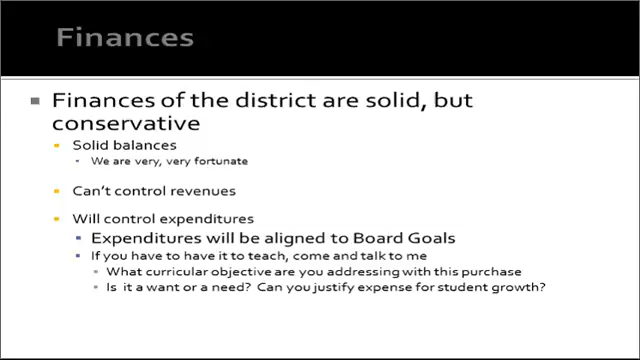 Finances
Finances of the district are solid, but
conservative
Solid balances
We are very, very fortunate
Can't control revenues
Will control expenditures
Expenditures will be aligned to Board Goals
If you have to have it to teach, come and talk to me
What curricular objective are you addressing with this purchase
Is it a want or a need? Can you justify expense for student growth?